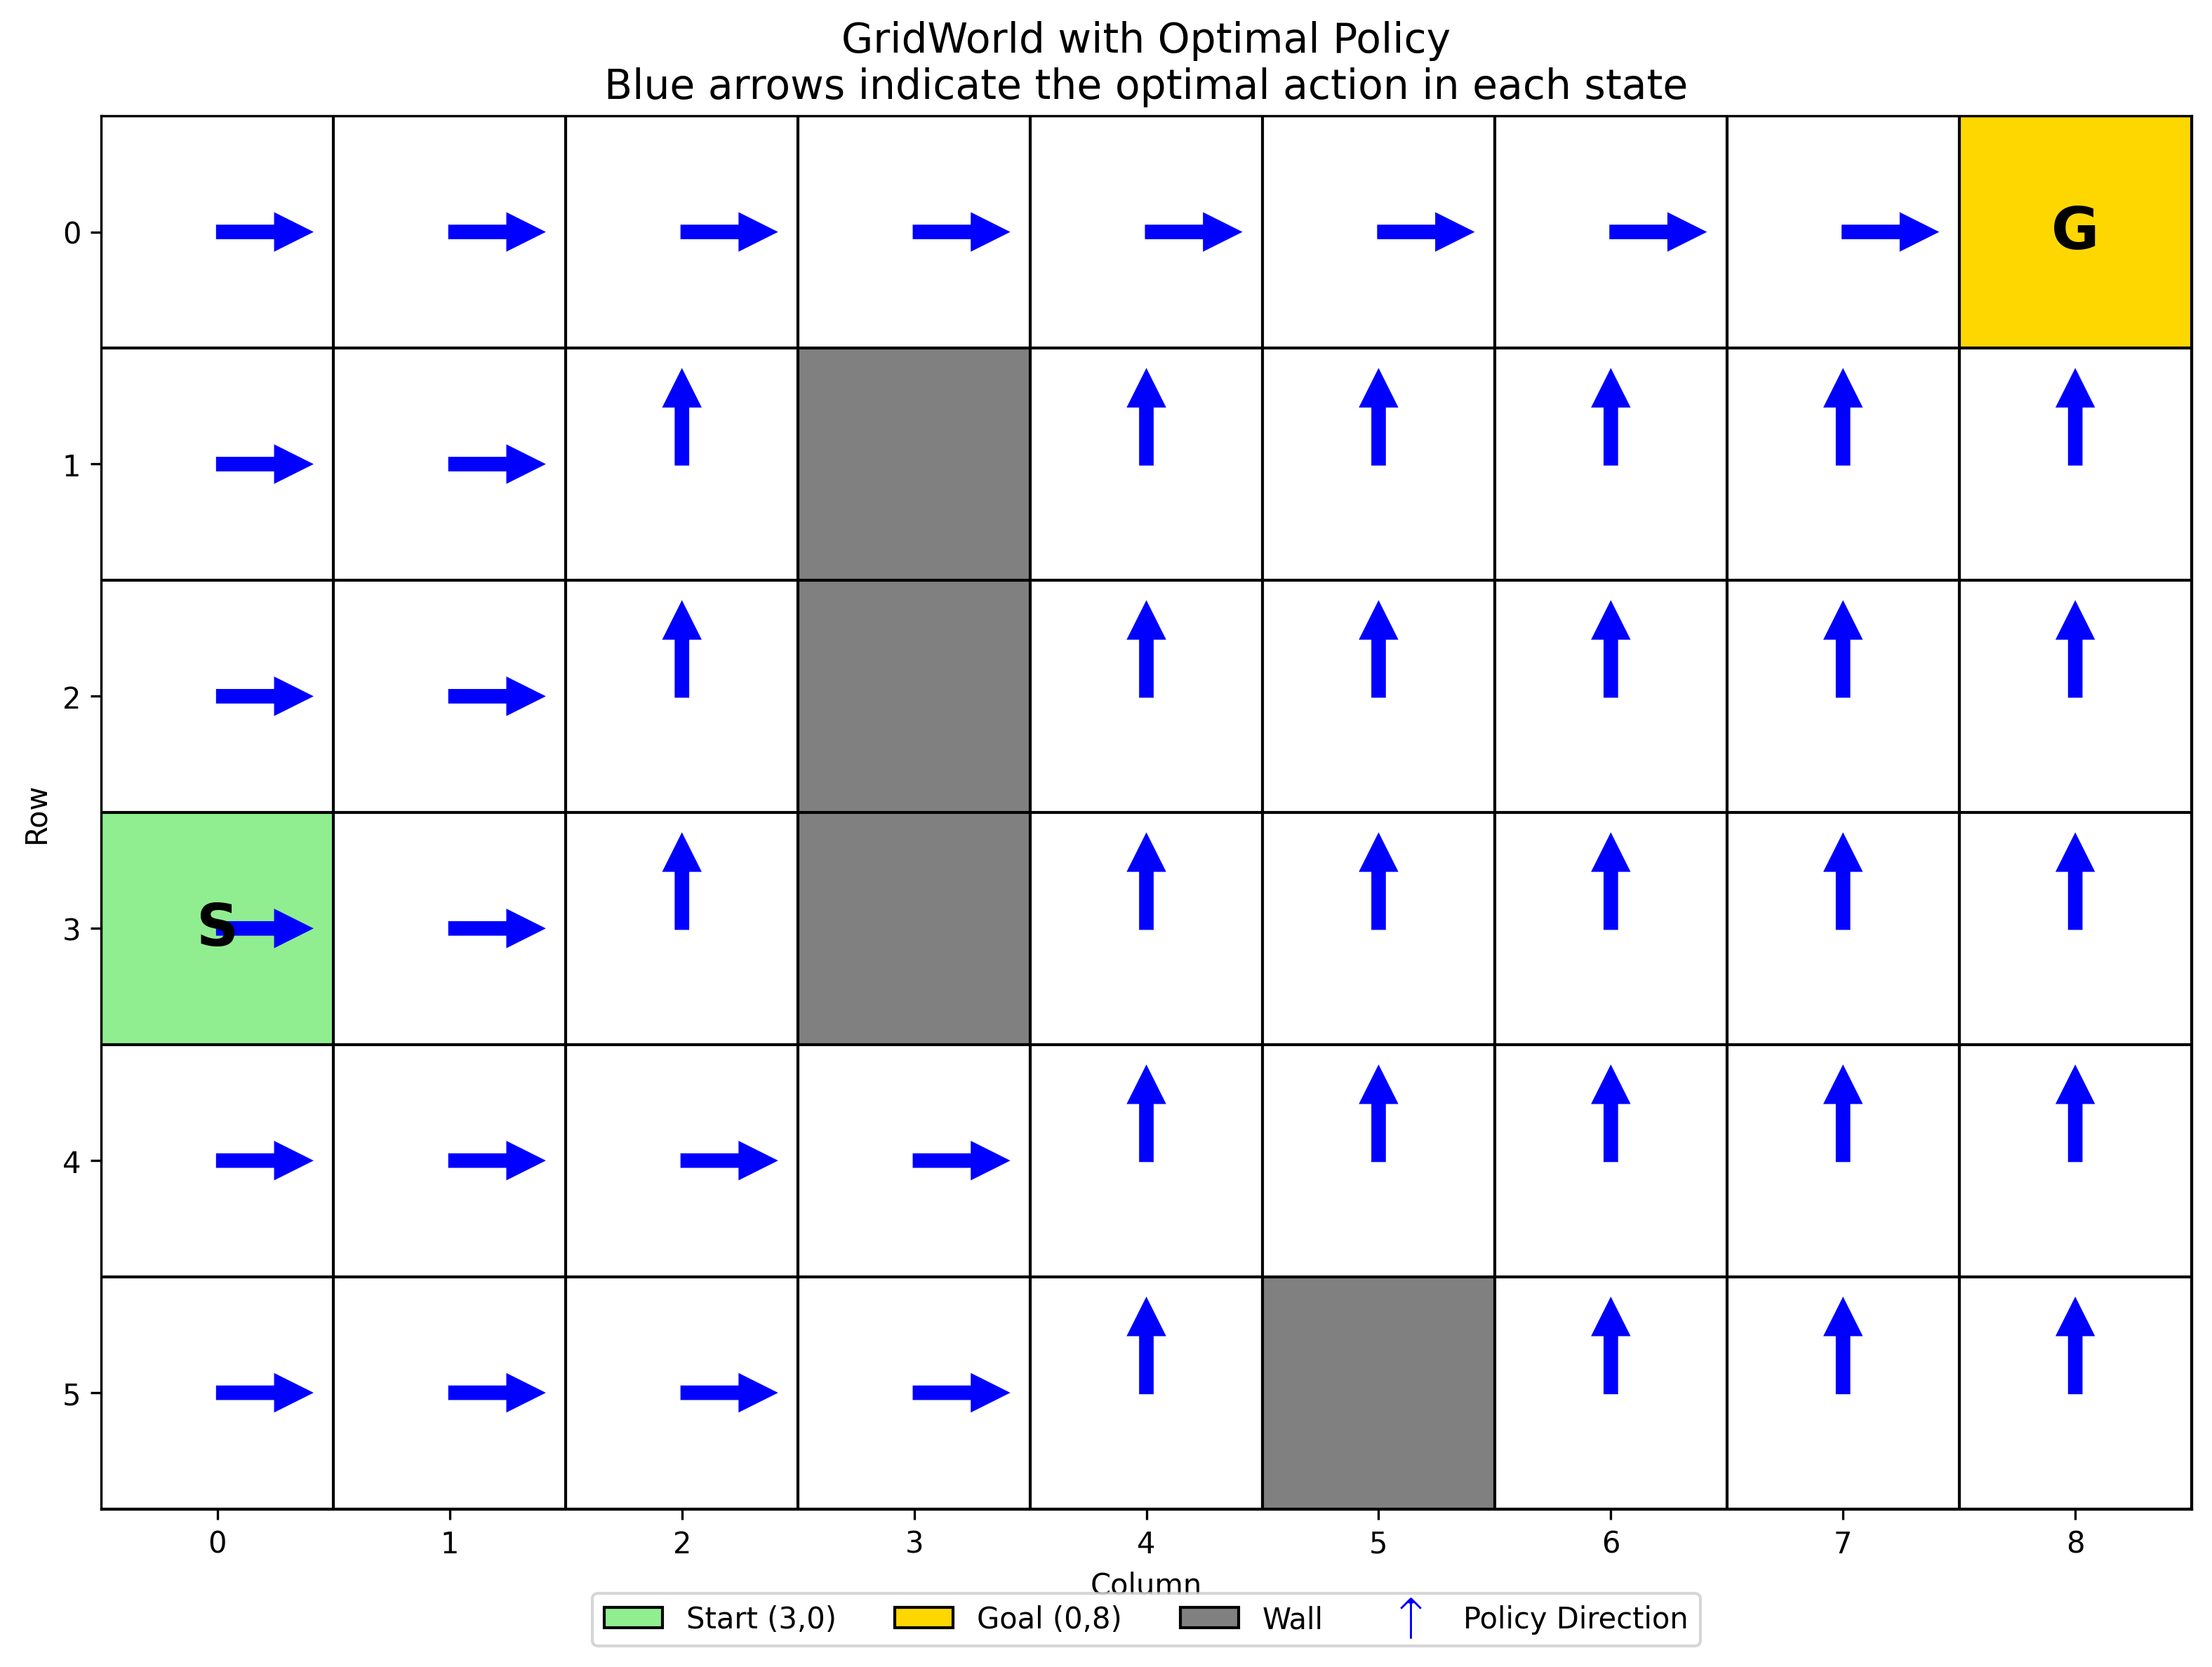 GridWorld with Optimal Policy
Blue arrows indicate the optimal action in each state
0
G
1
2
Row
S
3
4
5
0 1 2 3 4 5 6 7 8
Column
Start (3,0) Goal (0,8) Wall Policy Direction